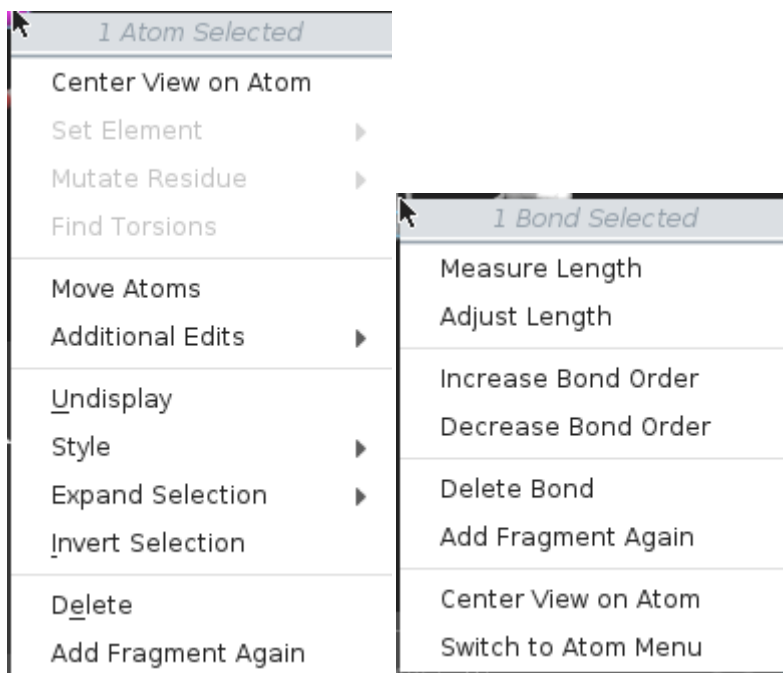 1 Atom Selected
Center View on Atom
Set Element
Mutate Residue
Find Torsions
Move Atoms
Additional Edits
Undisplay
Style
Expand Selection
Invert Selection
Delete
Add Fragment Again
1 Bond Selected
Measure Length
Adjust Length
Increase Bond Order
Decrease Bond Order
Delete Bond
Add Fragment Again
Center View on Atom
Switch to Atom Menu